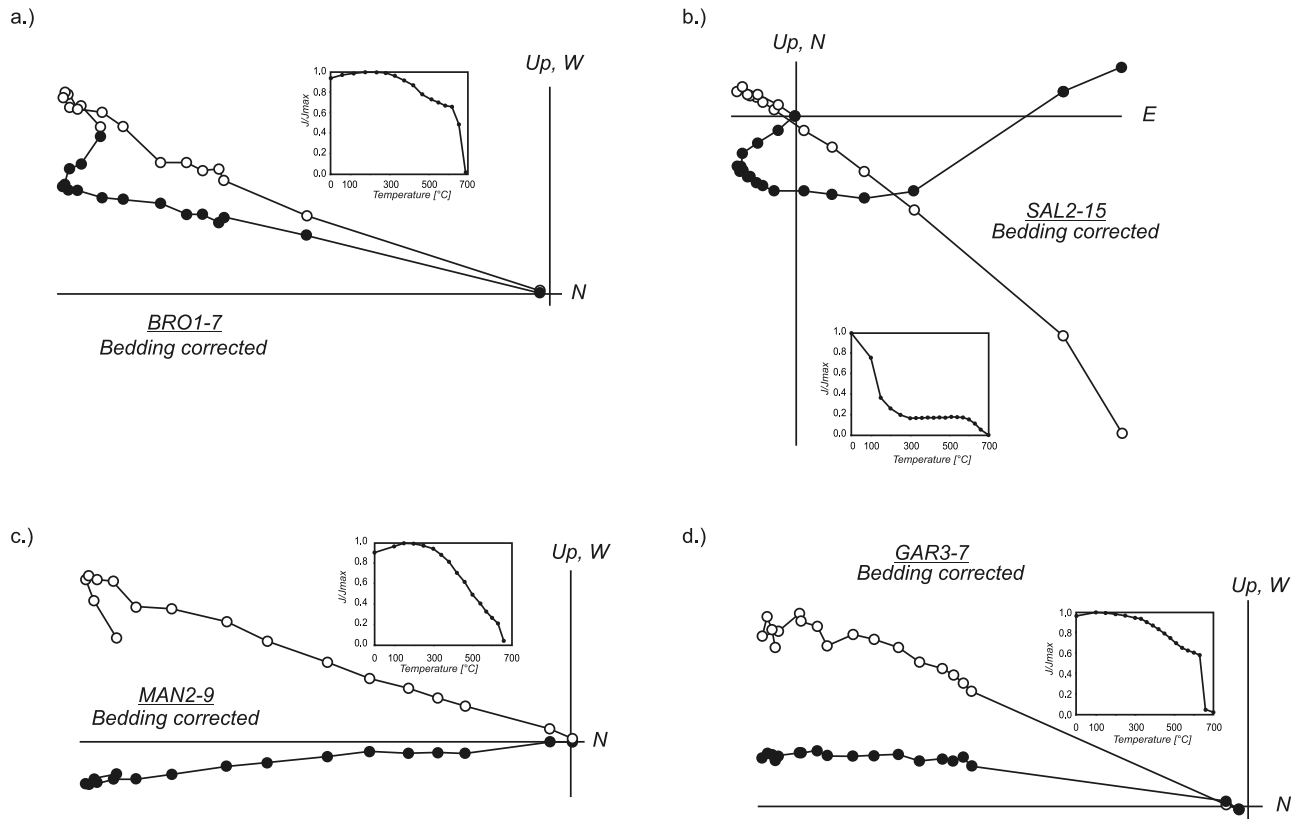 a.)
Up, W
1,0
0,8
0,6
0,4
0,2
0,0
J/Jmax
0 100 300 500 700
Temperature [°C]
N
BRO1-7
Bedding corrected
b.)
Up, N
E
SAL2-15
Bedding corrected
1.0
0.8
0.6
0.4
0.2
0.0
J/Jmax
0 100 300 500 700
Temperature [°C]
c.)
1,0
0,8
0,6
0,4
0,2
0,0
J/Jmax
0 100 300 500 700
Temperature [°C]
Up, W
MAN2-9
Bedding corrected
N
d.)
GAR3-7
Bedding corrected
Up, W
1,0
0,8
0,6
0,4
0,2
0,0
J/Jmax
0 100 300 500 700
Temperature [°C]
N